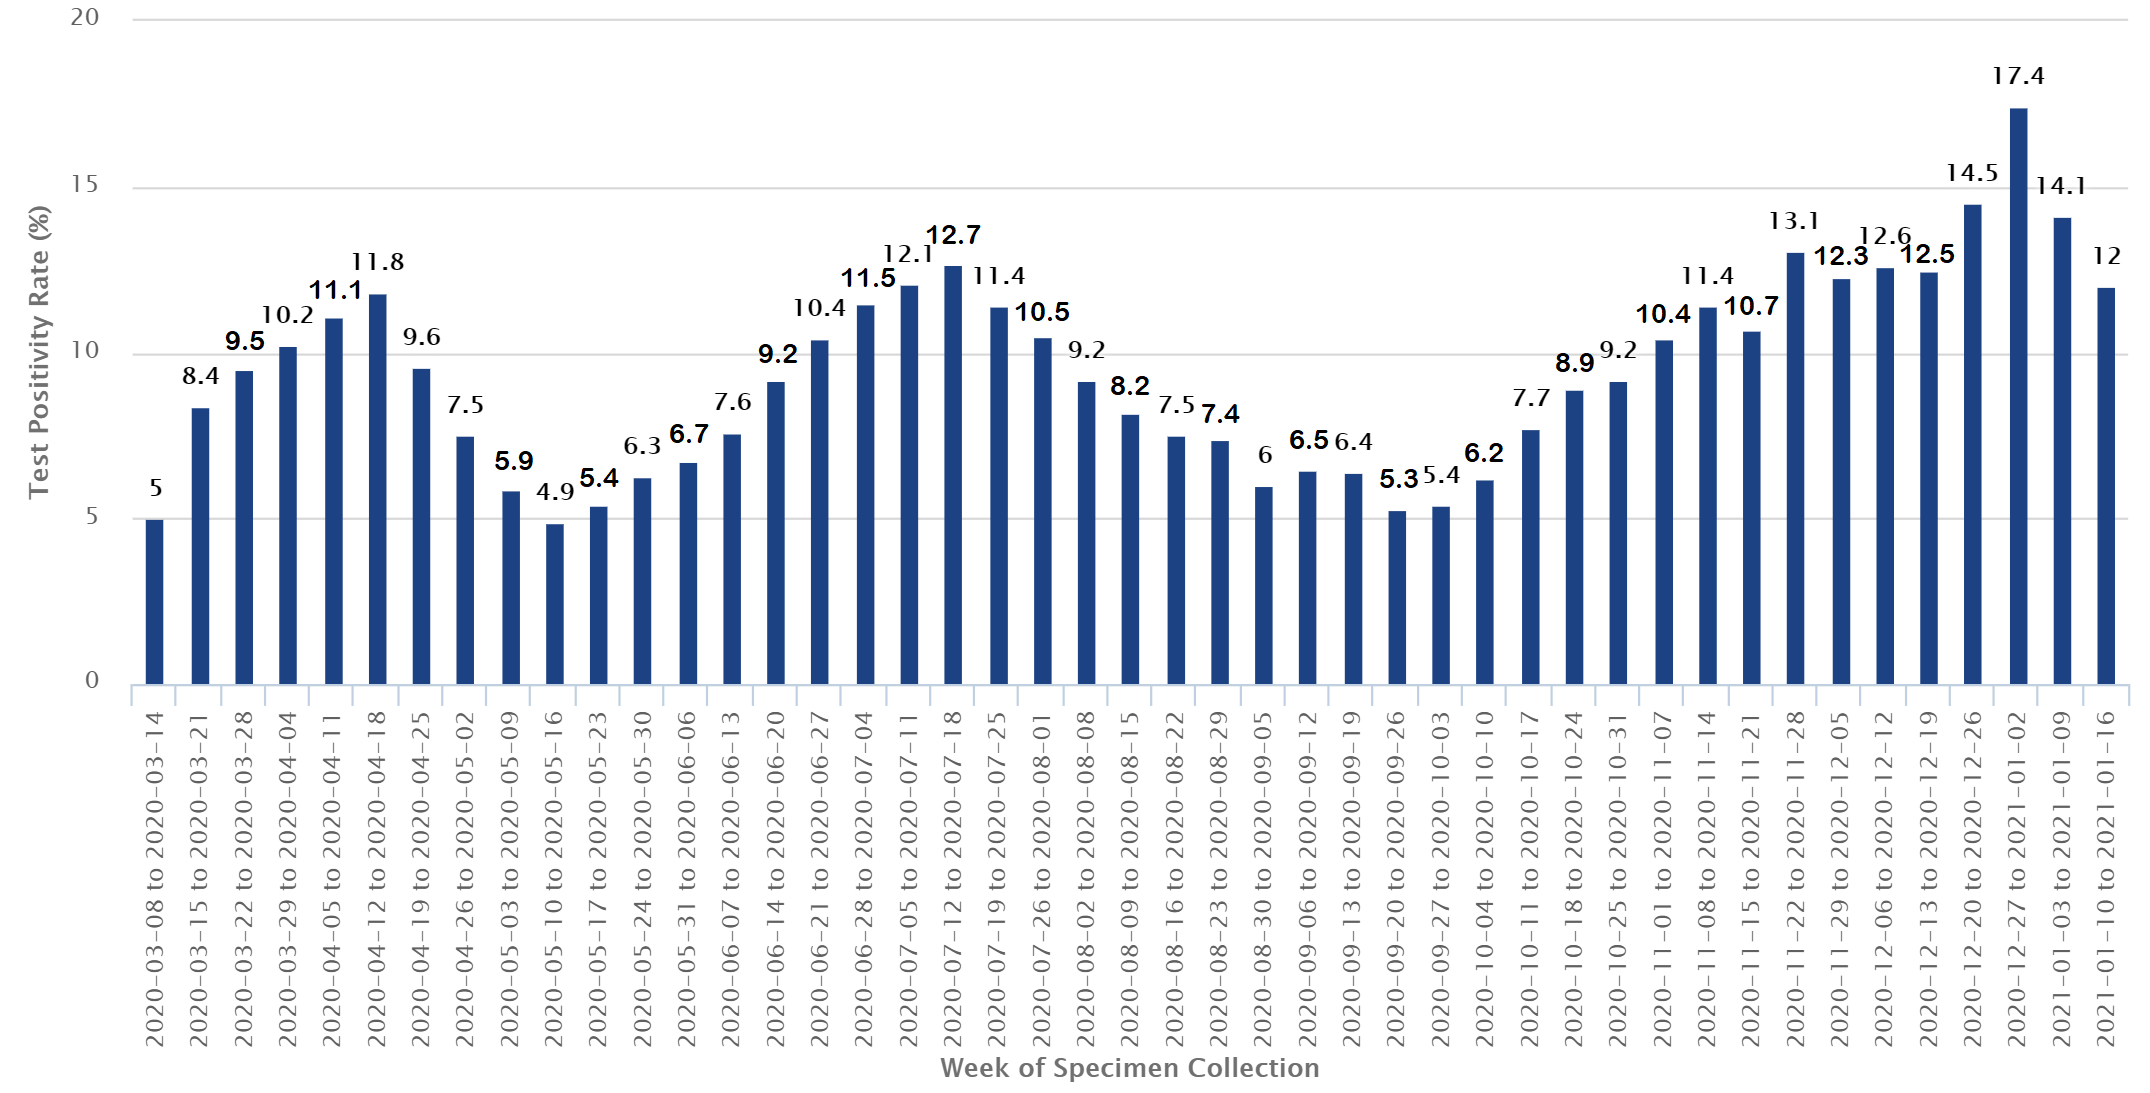 20
15
10
5
0
Test Positivity Rate (%)
5
8.4
9.5
10.2
11.1
11.8
9.6
7.5
5.9
4.9
5.4
6.3
6.7
7.6
9.2
10.4
11.5
12.1
12.7
11.4
10.5
9.2
8.2
7.5
7.4
6
6.5
6.4
5.3
5.4
6.2
7.7
8.9
9.2
10.4
11.4
10.7
13.1
12.3
12.6
12.5
14.5
17.4
14.1
12
2020-03-08 to 2020-03-14
2020-03-15 to 2020-03-21
2020-03-22 to 2020-03-28
2020-03-29 to 2020-04-04
2020-04-05 to 2020-04-11
2020-04-12 to 2020-04-18
2020-04-19 to 2020-04-25
2020-04-26 to 2020-05-02
2020-05-03 to 2020-05-09
2020-05-10 to 2020-05-16
2020-05-17 to 2020-05-23
2020-05-24 to 2020-05-30
2020-05-31 to 2020-06-06
2020-06-07 to 2020-06-13
2020-06-14 to 2020-06-20
2020-06-21 to 2020-06-27
2020-06-28 to 2020-07-04
2020-07-05 to 2020-07-11
2020-07-12 to 2020-07-18
2020-07-19 to 2020-07-25
2020-07-26 to 2020-08-01
2020-08-02 to 2020-08-08
2020-08-09 to 2020-08-15
2020-08-16 to 2020-08-22
2020-08-23 to 2020-08-29
2020-08-30 to 2020-09-05
2020-09-06 to 2020-09-12
2020-09-13 to 2020-09-19
2020-09-20 to 2020-09-26
2020-09-27 to 2020-10-03
2020-10-04 to 2020-10-10
2020-10-11 to 2020-10-17
2020-10-18 to 2020-10-24
2020-10-25 to 2020-10-31
2020-11-01 to 2020-11-07
2020-11-08 to 2020-11-14
2020-11-15 to 2020-11-21
2020-11-22 to 2020-11-28
2020-11-29 to 2020-12-05
2020-12-06 to 2020-12-12
2020-12-13 to 2020-12-19
2020-12-20 to 2020-12-26
2020-12-27 to 2021-01-02
2021-01-03 to 2021-01-09
2021-01-10 to 2021-01-16
Week of Specimen Collection